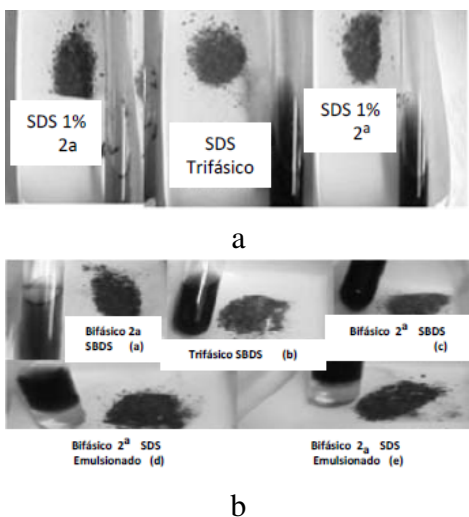 SDS 1%
2a
SDS
Trifásico
SDS 1%
2ª
a
Bifásico 2a
SBDS (a)
Trifásico SBDS (b)
Bifásico 2ª SBDS
(c)
Bifásico 2ª SDS
Emulsionado (d)
Bifásico 2ₐ SDS
Emulsionado (e)
b